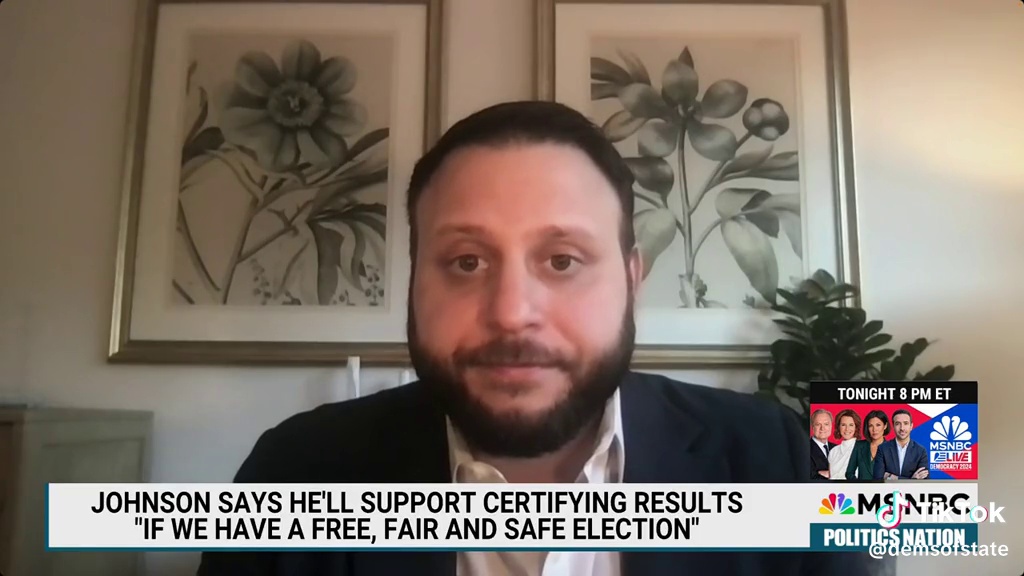 TONIGHT 8 PM ET
MSNBC
LIVE
DEMOCRACY 2024
JOHNSON SAYS HE'LL SUPPORT CERTIFYING RESULTS
"IF WE HAVE A FREE, FAIR AND SAFE ELECTION"
MSNBC
POLITICS NATION
TikTok
@demsofstate